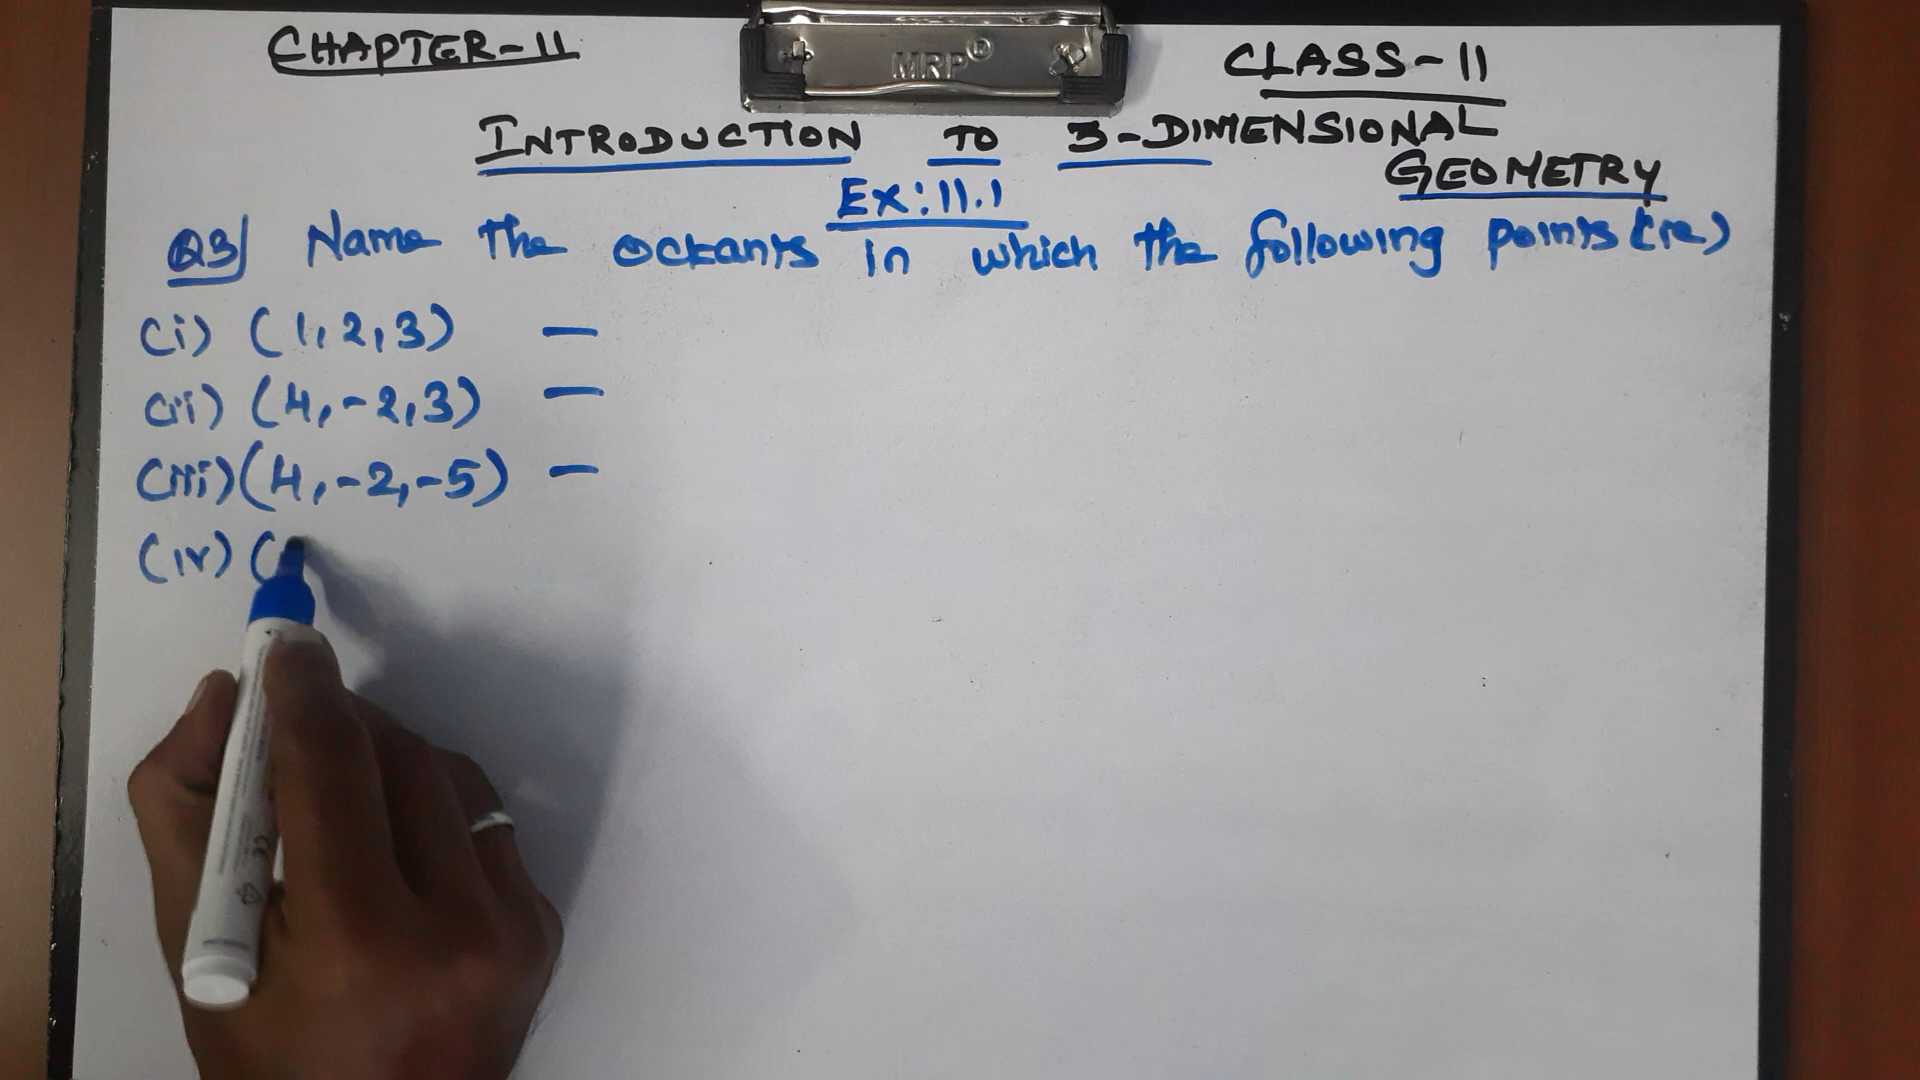 CHAPTER-11
MRP®
CLASS-11
INTRODUCTION TO 3-DIMENSIONAL
GEOMETRY
Ex:11.1
Q3) Name the octants in which the following points lie)
(i) (1,2,3) —
(ii) (4,-2,3) —
(iii) (4,-2,-5) —
(iv) (